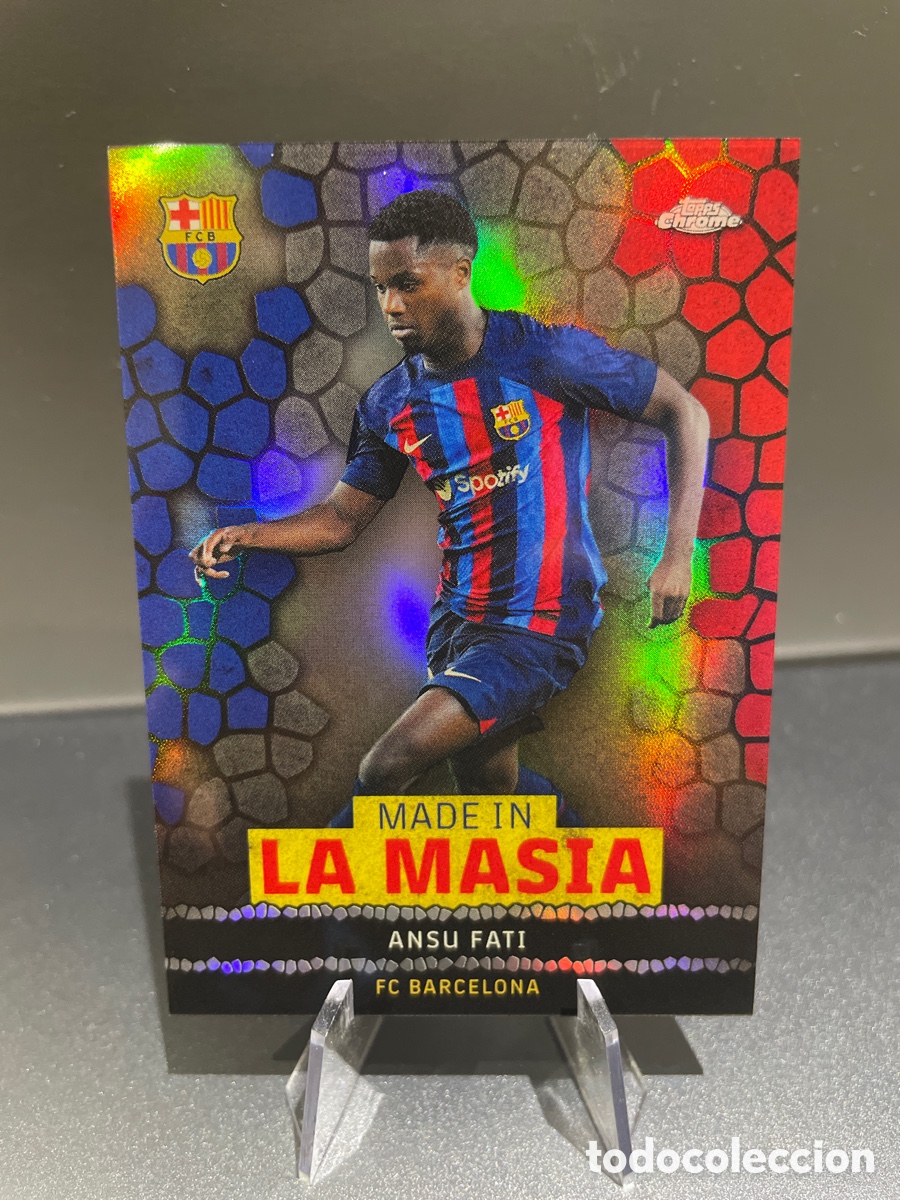 FCB
Topps
Chrome
Spotify
MADE IN
LA MASIA
ANSU FATI
FC BARCELONA
todocoleccion